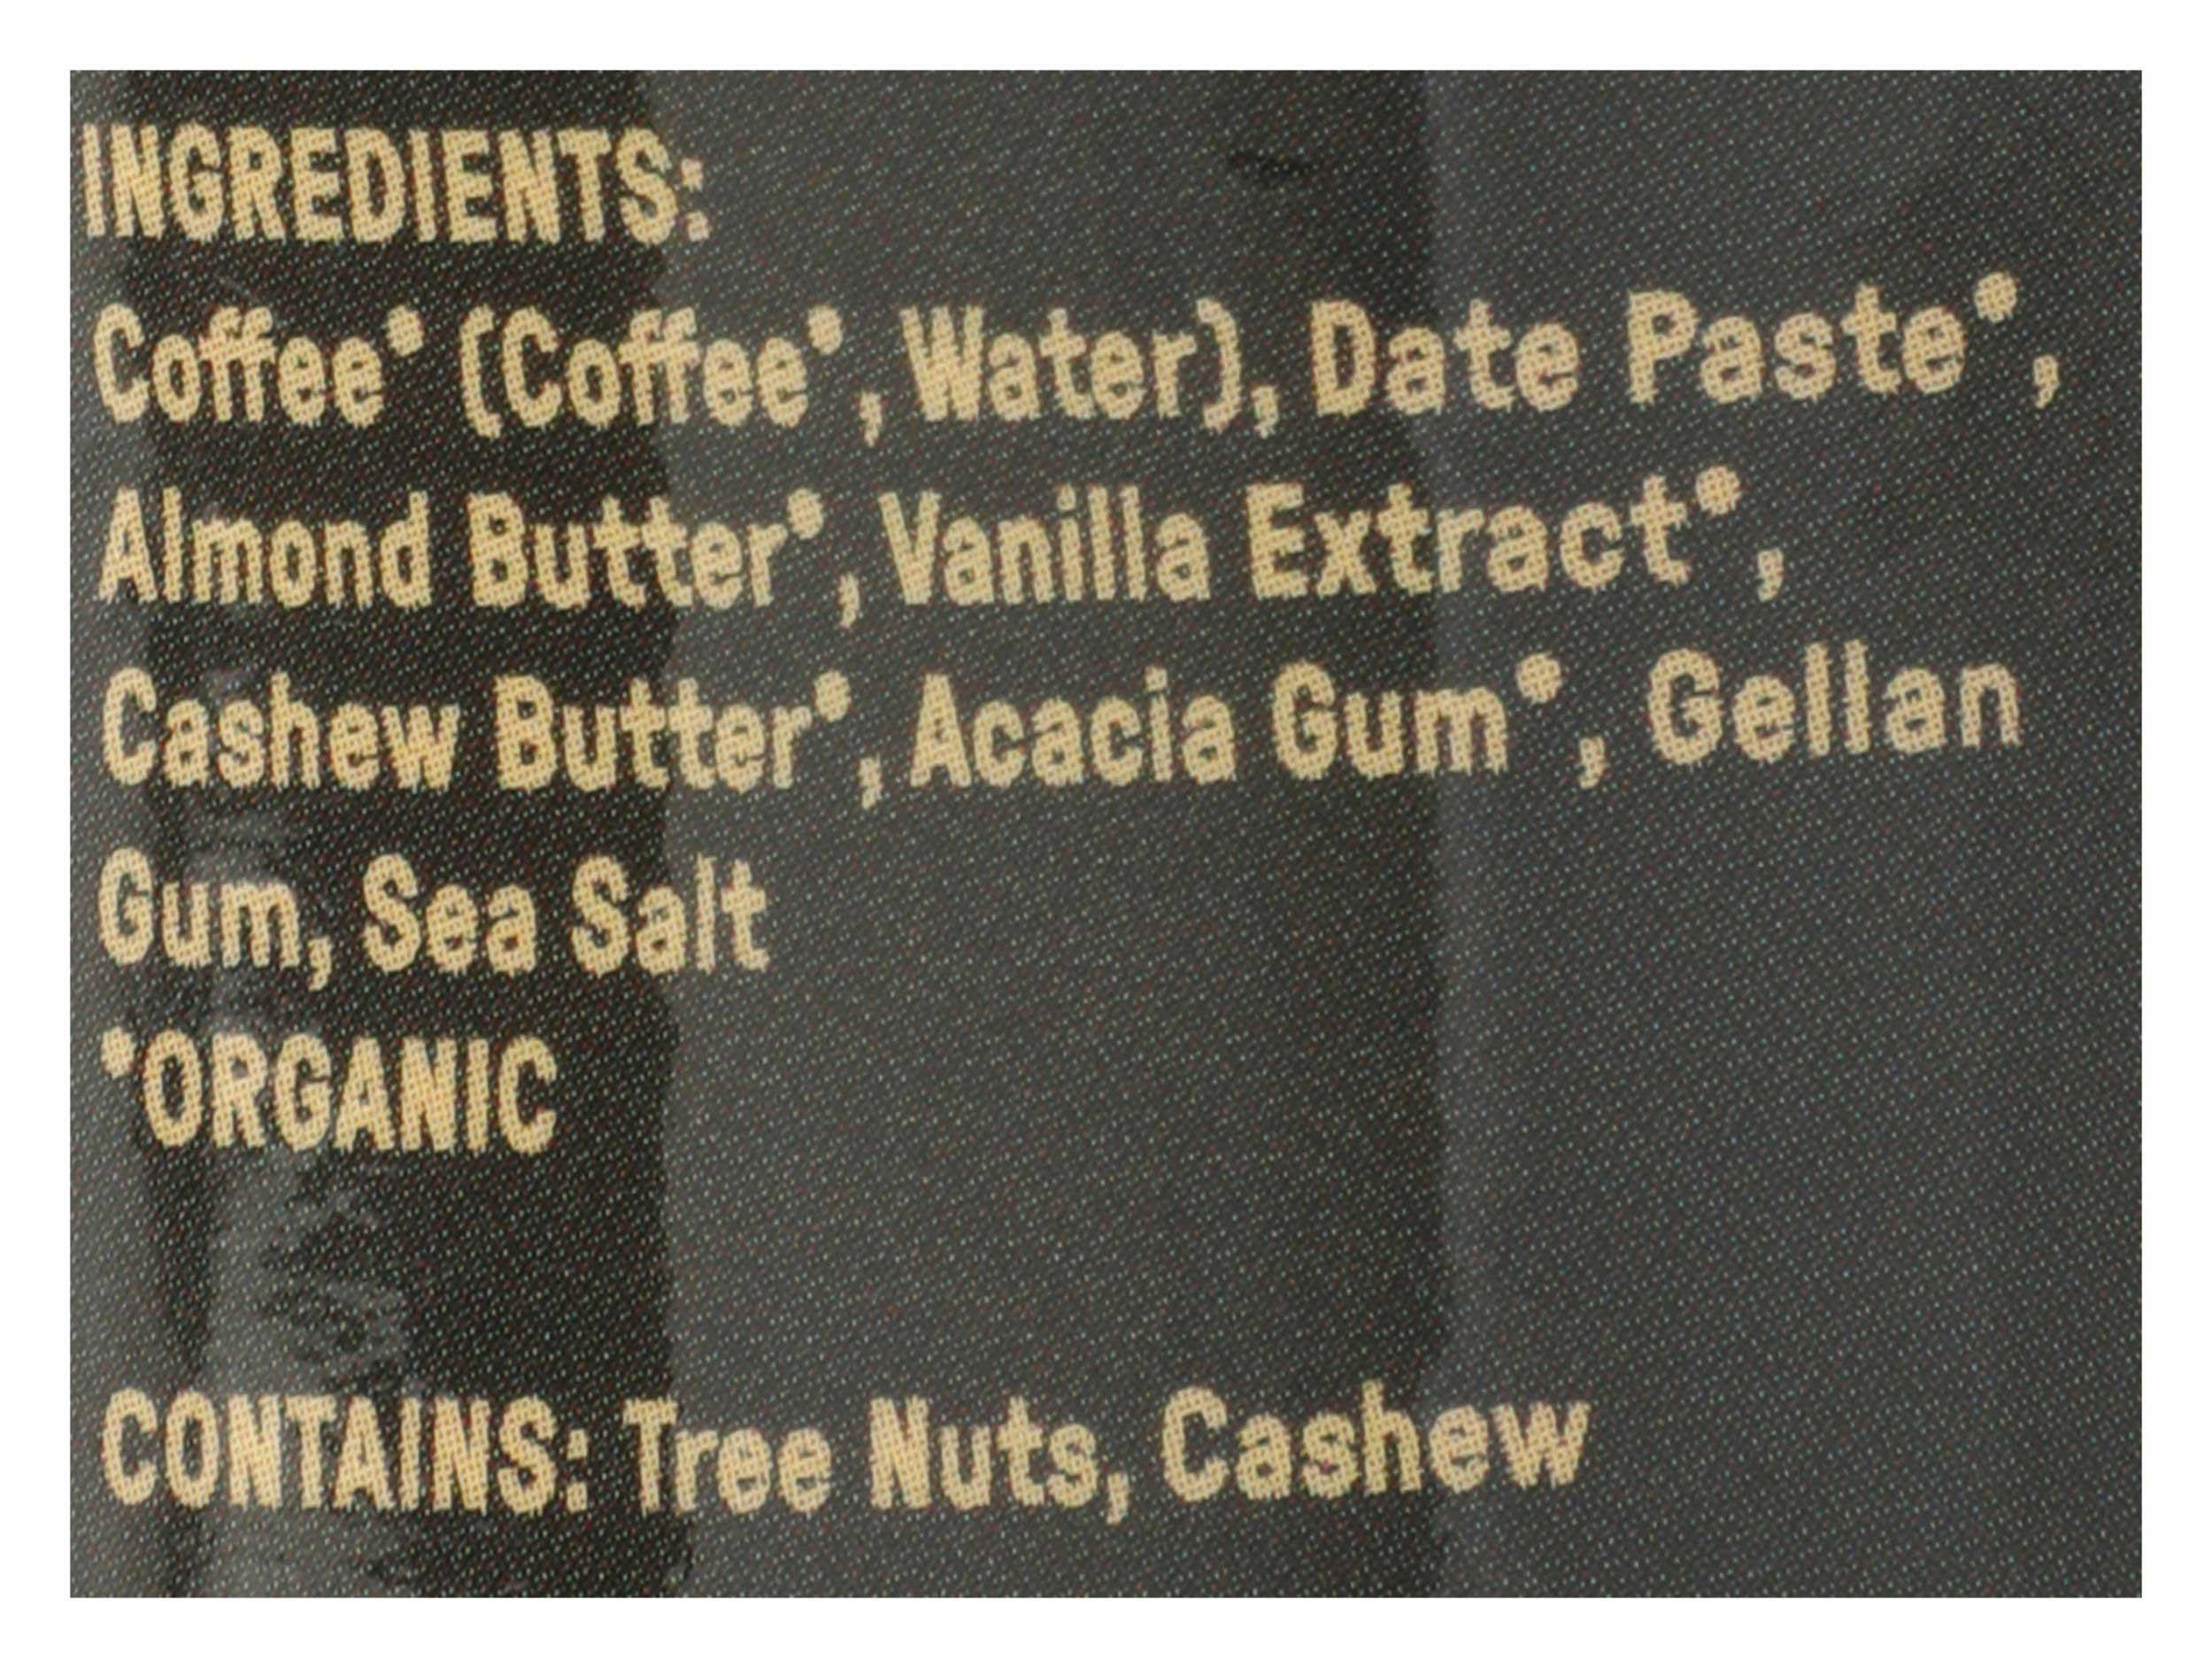 INGREDIENTS:
Coffee• (Coffee•, Water), Date Paste•,
Almond Butter•, Vanilla Extract•,
Cashew Butter•, Acacia Gum•, Gellan
Gum, Sea Salt
•ORGANIC
CONTAINS: Tree Nuts, Cashew